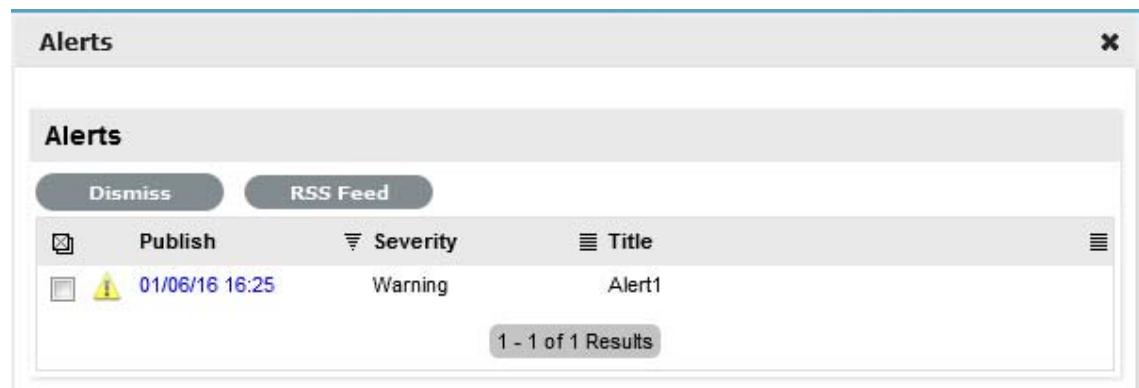 Alerts
Alerts
Dismiss RSS Feed
Publish Severity Title
01/06/16 16:25 Warning Alert1
1 - 1 of 1 Results